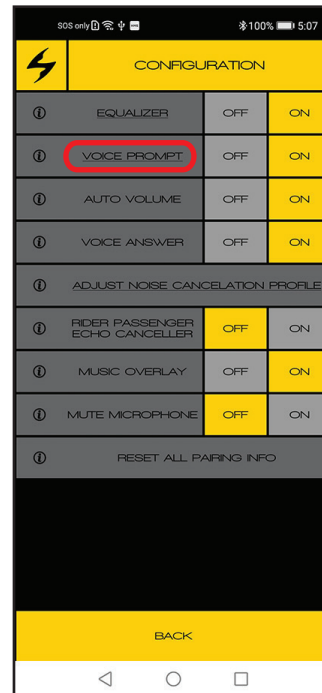 SOS only 100% 5:07
CONFIGURATION
EQUALIZER OFF ON
VOICE PROMPT OFF ON
AUTO VOLUME OFF ON
VOICE ANSWER OFF ON
ADJUST NOISE CANCELATION PROFILE
RIDER PASSENGER
ECHO CANCELLER OFF ON
MUSIC OVERLAY OFF ON
MUTE MICROPHONE OFF ON
RESET ALL PAIRING INFO
BACK